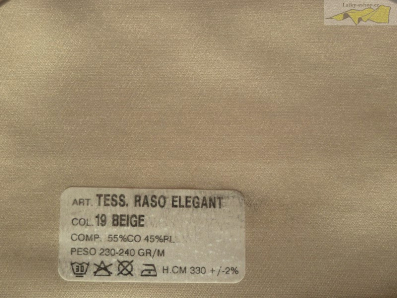 ART. TESS. RASO ELEGANT
COL. 19 BEIGE
COMP. 55%CO 45%PL
PESO 230-240 GR/M
30 H.CM 330 +/-2%